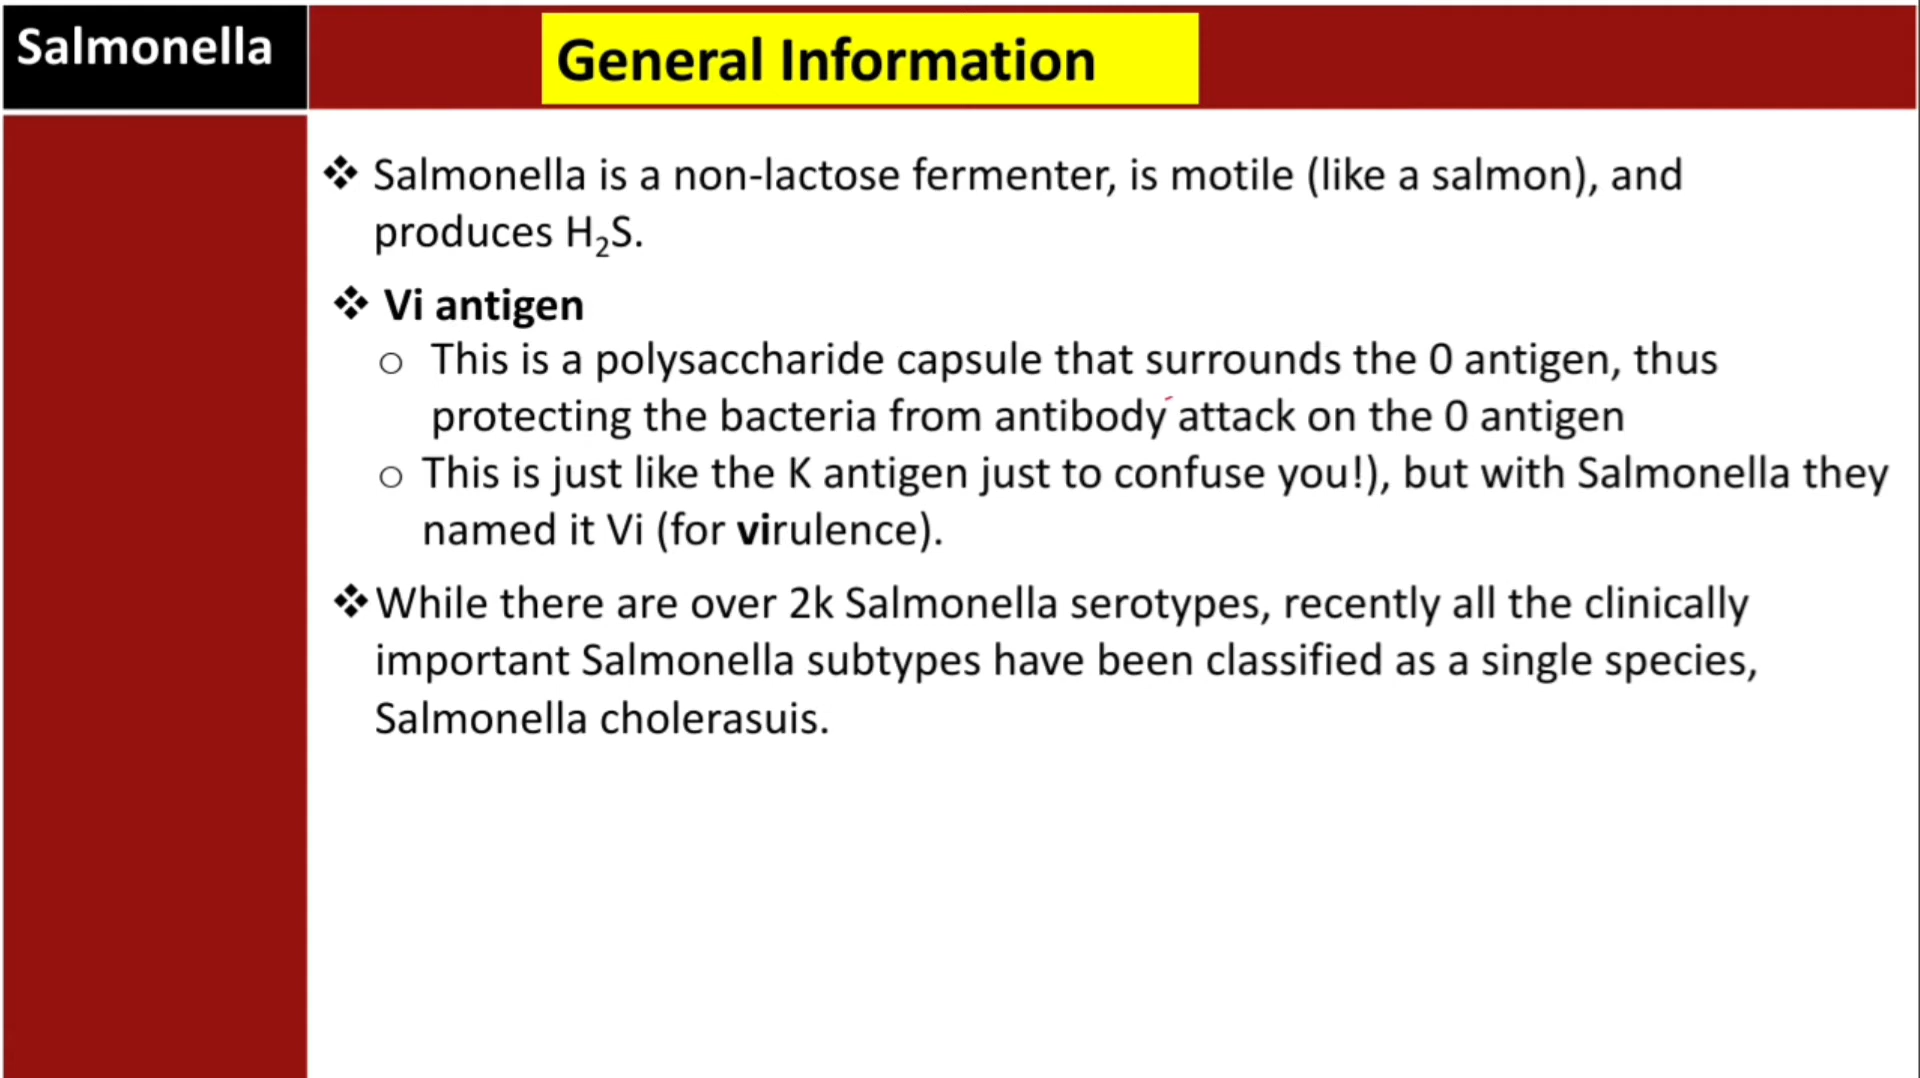 Salmonella
General Information
❖ Salmonella is a non-lactose fermenter, is motile (like a salmon), and
produces H₂S.
❖ Vi antigen
o This is a polysaccharide capsule that surrounds the 0 antigen, thus
protecting the bacteria from antibody attack on the 0 antigen
o This is just like the K antigen just to confuse you!), but with Salmonella they
named it Vi (for virulence).
❖ While there are over 2k Salmonella serotypes, recently all the clinically
important Salmonella subtypes have been classified as a single species,
Salmonella cholerasuis.